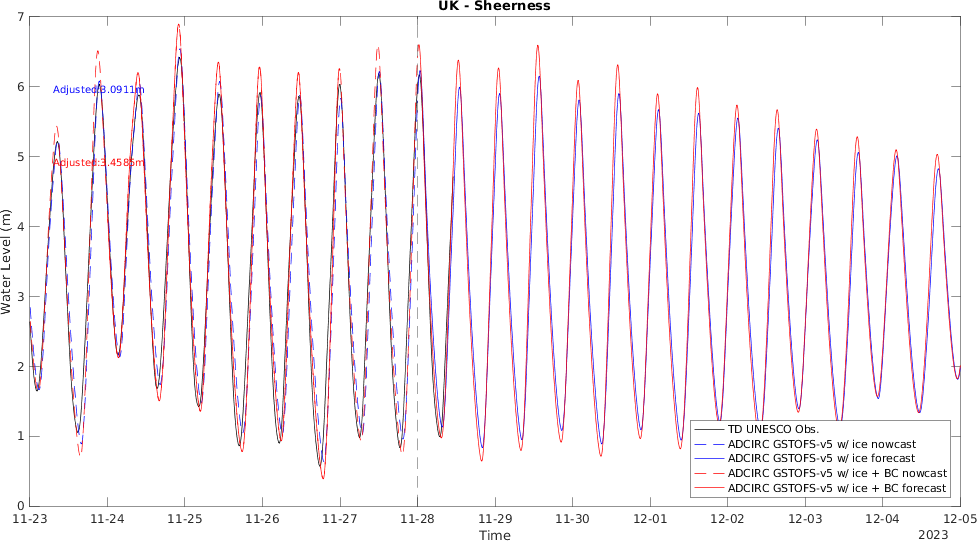 UK - Sheerness
7
6
5
4
3
2
1
0
Water Level (m)
Adjusted:3.0911m
Adjusted:3.4585m
TD UNESCO Obs.
ADCIRC GSTOFS-v5 w/ ice nowcast
ADCIRC GSTOFS-v5 w/ ice forecast
ADCIRC GSTOFS-v5 w/ ice + BC nowcast
ADCIRC GSTOFS-v5 w/ ice + BC forecast
11-23 11-24 11-25 11-26 11-27 11-28 11-29 11-30 12-01 12-02 12-03 12-04 12-05
Time
2023